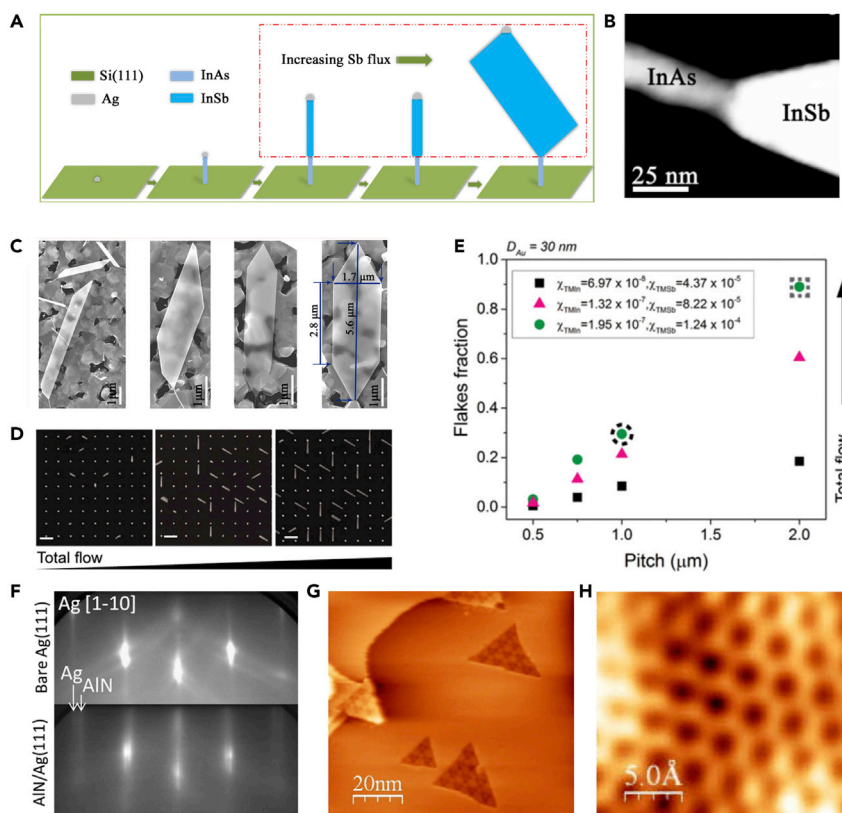 A
Si(111)
InAs
Ag
InSb
Increasing Sb flux
B
InAs
InSb
25 nm
C
1.7 μm
2.8 μm
5.6 μm
1μm
1μm
1μm
1μm
D
Total flow
E
D_Au = 30 nm
χ_TMIn=6.97 x 10^-8,χ_TMSb=4.37 x 10^-5
χ_TMIn=1.32 x 10^-7,χ_TMSb=8.22 x 10^-5
χ_TMIn=1.95 x 10^-7,χ_TMSb=1.24 x 10^-4
Flakes fraction
1.0
0.8
0.6
0.4
0.2
0.0
0.5
1.0
1.5
2.0
Pitch (μm)
Total flow
F
Ag [1-10]
Bare Ag(111)
Ag
AlN
AlN/Ag(111)
G
20nm
H
5.0Å